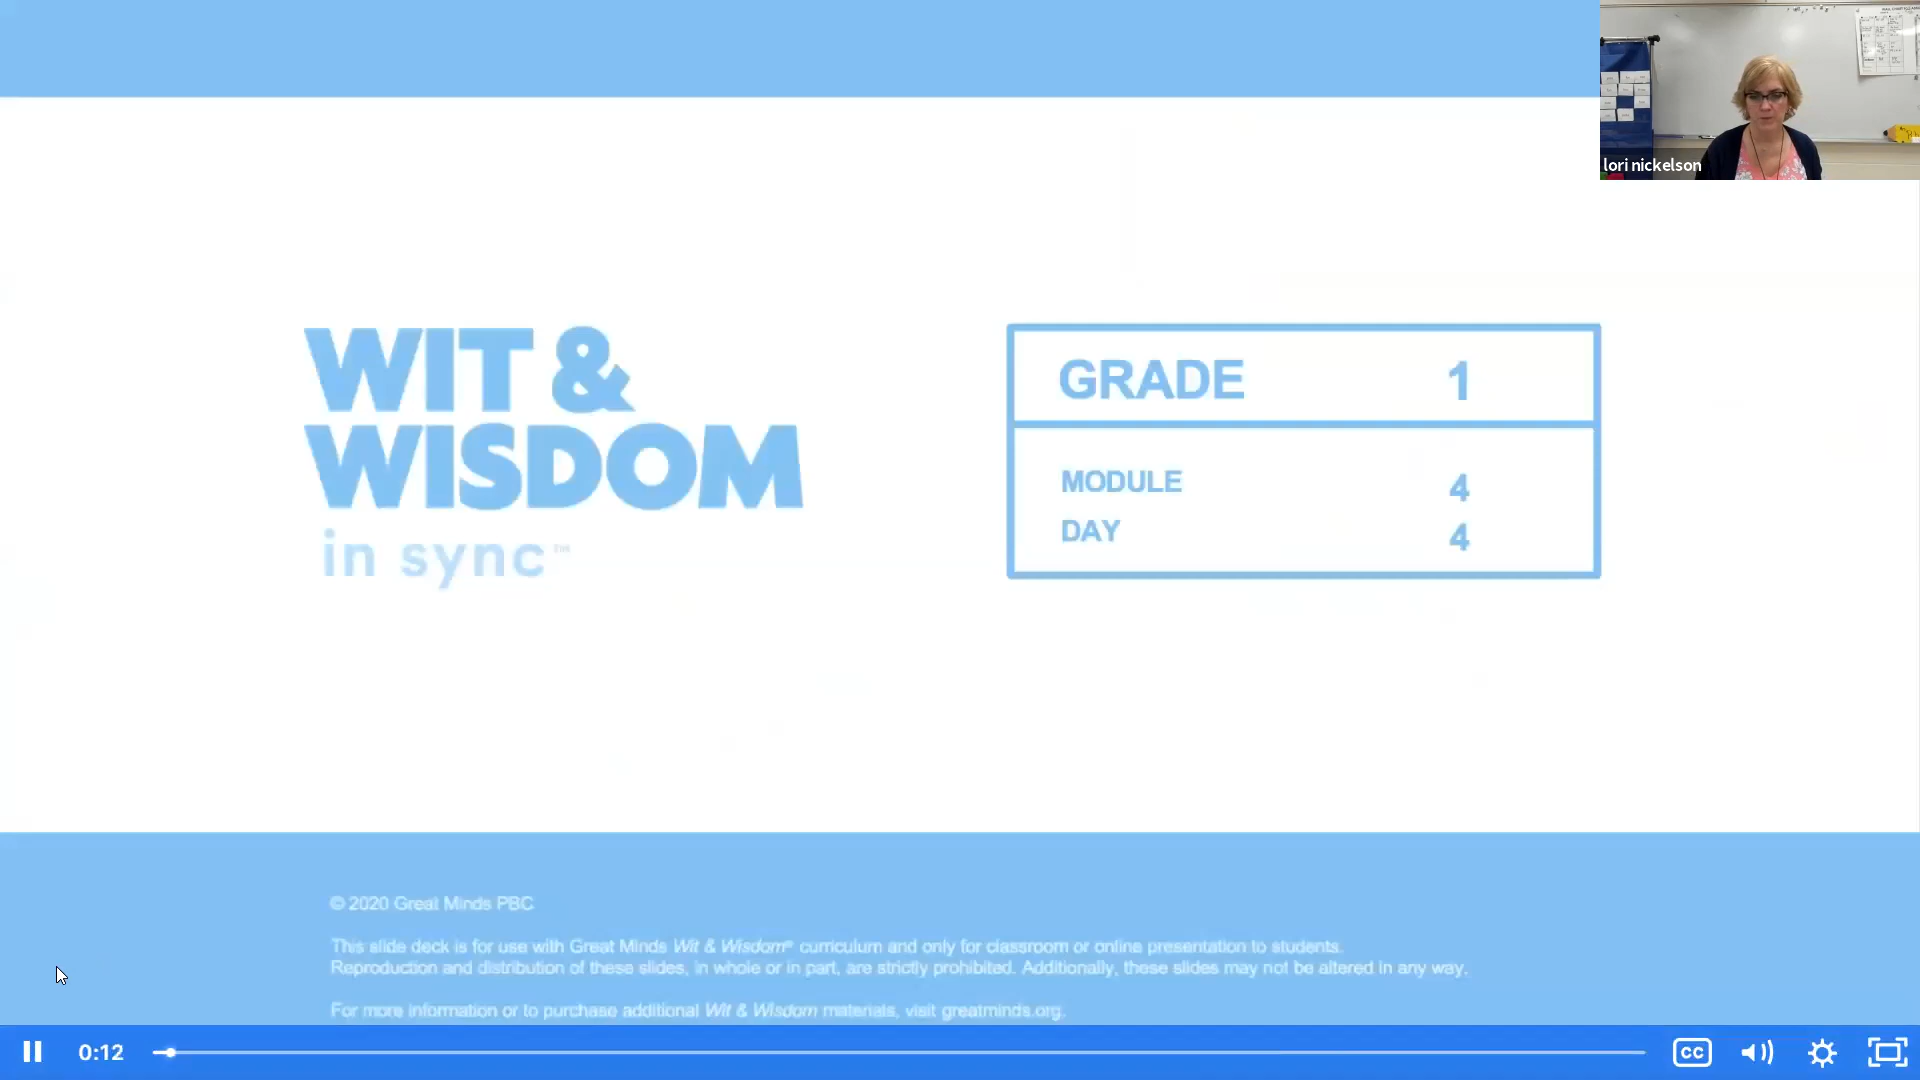 lori nickelson
WIT &
WISDOM
in sync™
GRADE 1
MODULE 4
DAY 4
© 2020 Great Minds PBC
This slide deck is for use with Great Minds Wit & Wisdom® curriculum and only for classroom or online presentation to students.
Reproduction and distribution of these slides, in whole or in part, are strictly prohibited. Additionally, these slides may not be altered in any way.
For more information or to purchase additional Wit & Wisdom materials, visit greatminds.org.
0:12
CC